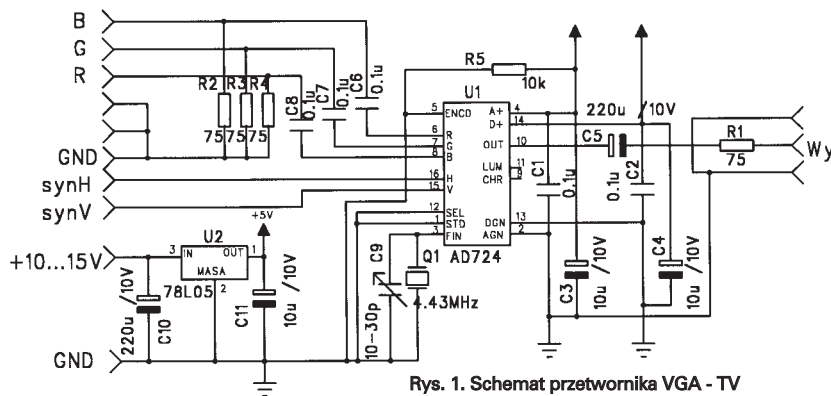 B
G
R
GND
synH
synV
R2 R3 R4
75 75 75
C8 0.1u
C7 0.1u
C6 0.1u
R5
10k
U1
5 ENCD
6 R
7 G
8 B
16 H
15 V
12 SEL
1 STD
3 FIN
A+ 4
D+ 14
OUT 10
LUM 11
CHR 9
DGN 13
AGN 2
AD724
220u /10V
C5
R1
75
Wy
C1
0.1u
C2
0.1u
C3
10u /10V
C4
10u /10V
+10...15V
U2
3 IN OUT 1
MASA
2
78L05
+5V
220u /10V
C10
C11
10u /10V
C9
10-30p
Q1
4.43MHz
GND
Rys. 1. Schemat przetwornika VGA - TV